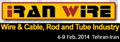 iRAN WiRE
Wire & Cable, Rod and Tube Industry
6-9 Feb, 2014. Tehran-Iran